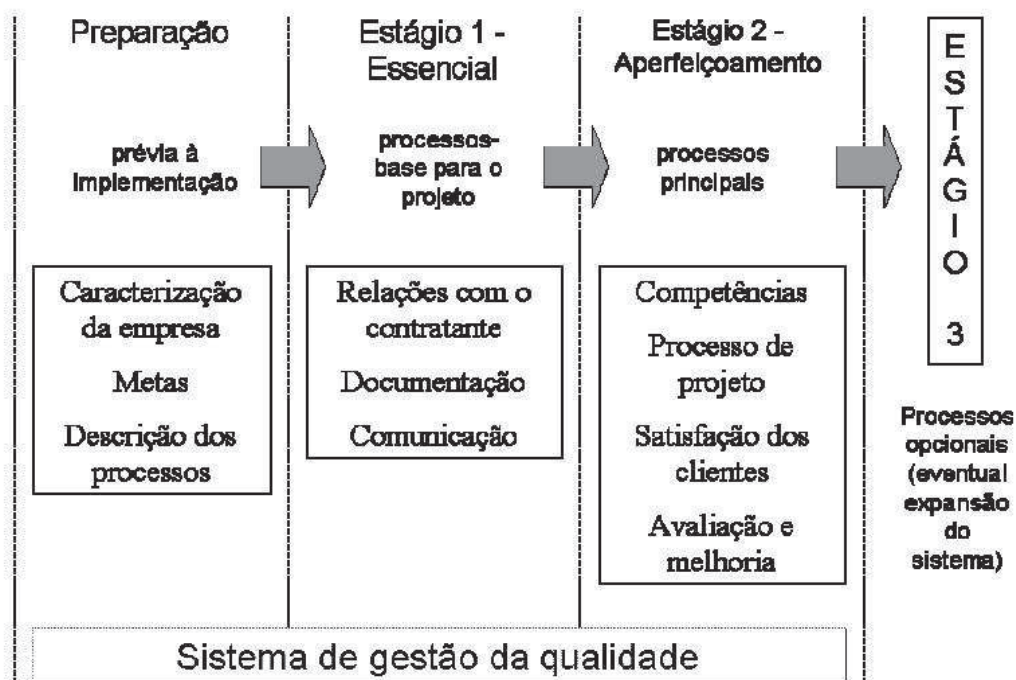 Preparação
prévia à
implementação
Caracterização
da empresa
Metas
Descrição dos
processos
Estágio 1 -
Essencial
processos-
base para o
projeto
Relações com o
contratante
Documentação
Comunicação
Estágio 2 -
Aperfeiçoamento
processos
principais
Competências
Processo de
projeto
Satisfação dos
clientes
Avaliação e
melhoria
ESTÁGIO 3
Processos
opcionais
(eventual
expansão
do
sistema)
Sistema de gestão da qualidade